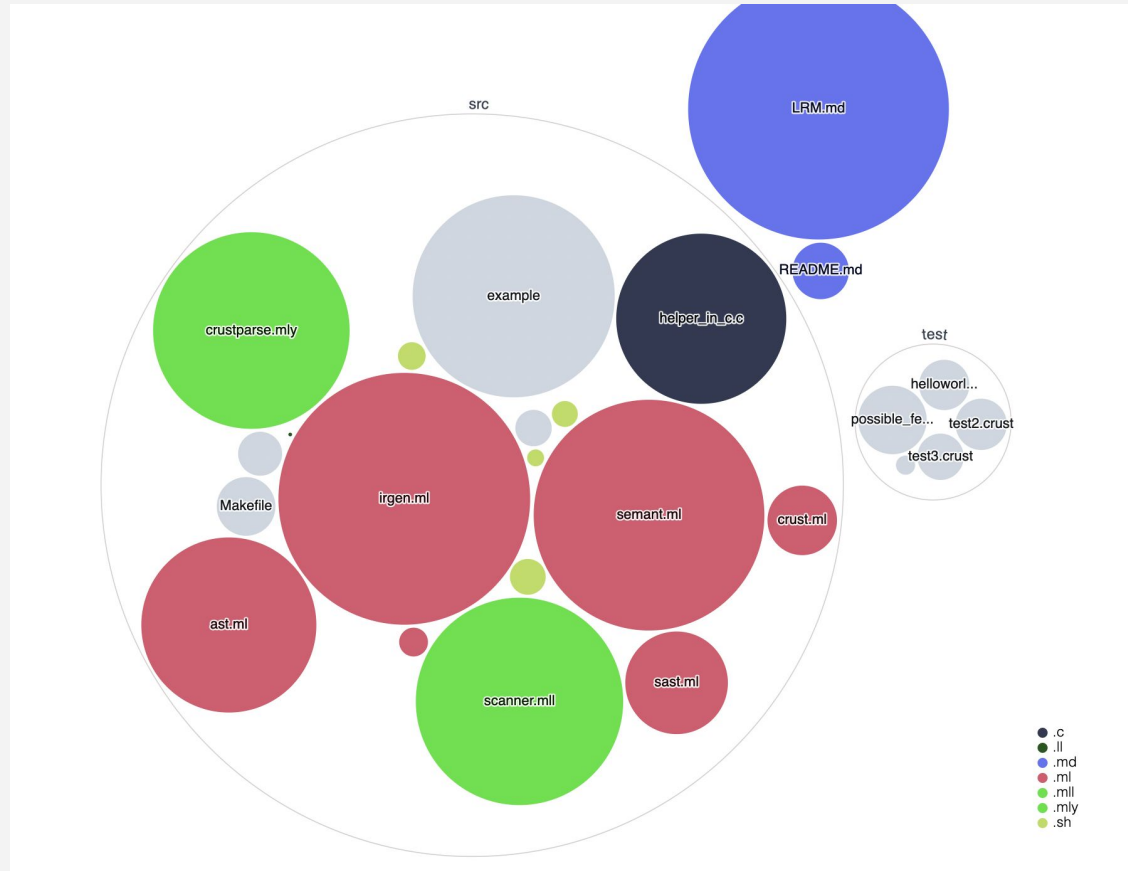 LRM.md
src
README.md
example
helper_in_c.c
crustparse.mly
test
helloworl...
possible_fe...
test2.crust
test3.crust
irgen.ml
Makefile
semant.ml
crust.ml
ast.ml
sast.ml
scanner.mll
.c
.ll
.md
.ml
.mll
.mly
.sh